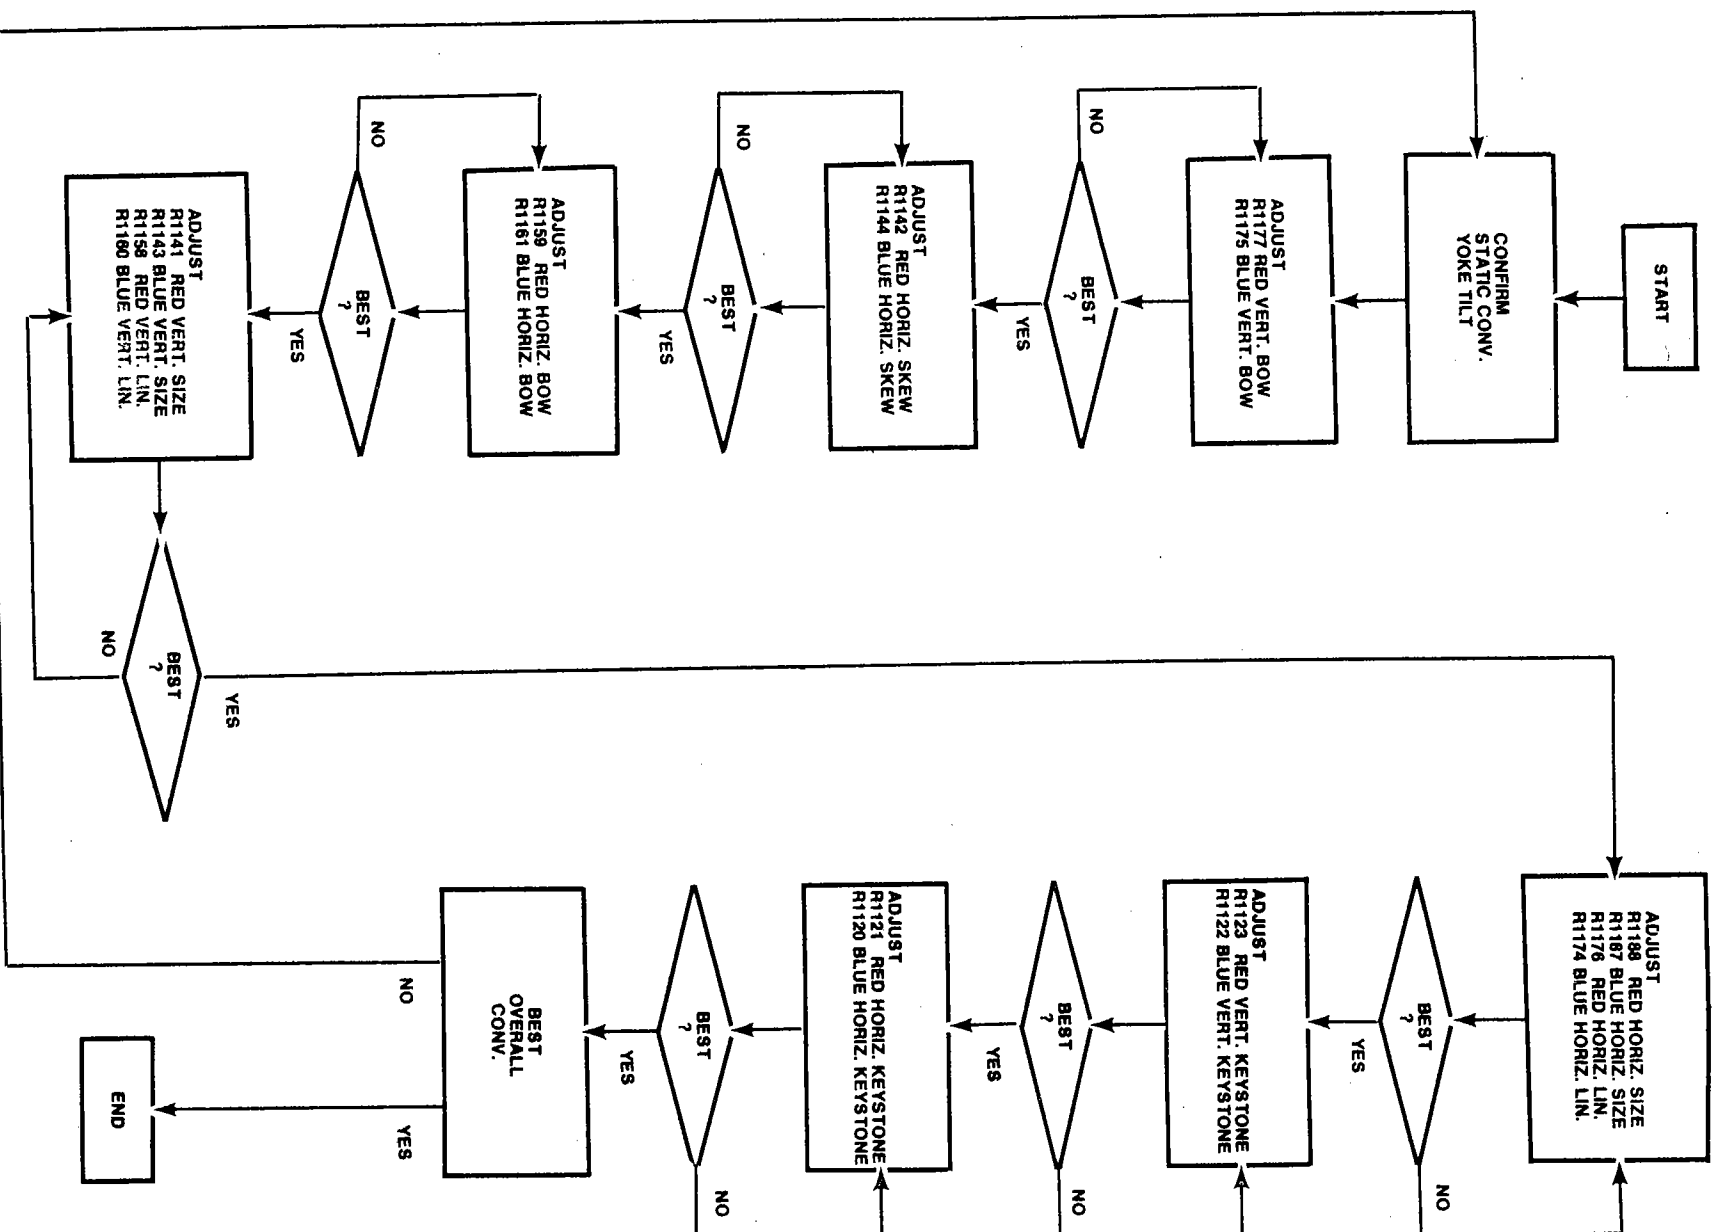 START
CONFIRM
STATIC CONV.
YOKE TILT
ADJUST
R1177 RED VERT. BOW
R1175 BLUE VERT. BOW
BEST
?
NO
YES
ADJUST
R1142 RED HORIZ. SKEW
R1144 BLUE HORIZ. SKEW
BEST
?
NO
YES
ADJUST
R1159 RED HORIZ. BOW
R1161 BLUE HORIZ. BOW
BEST
?
NO
YES
ADJUST
R1141 RED VERT. SIZE
R1143 BLUE VERT. SIZE
R1158 RED VERT. LIN.
R1160 BLUE VERT. LIN.
BEST
?
NO
YES
ADJUST
R1188 RED HORIZ. SIZE
R1187 BLUE HORIZ. SIZE
R1176 RED HORIZ. LIN.
R1174 BLUE HORIZ. LIN.
BEST
?
NO
YES
ADJUST
R1123 RED VERT. KEYSTONE
R1122 BLUE VERT. KEYSTONE
BEST
?
NO
YES
ADJUST
R1121 RED HORIZ. KEYSTONE
R1120 BLUE HORIZ. KEYSTONE
BEST
?
NO
YES
BEST
OVERALL
CONV.
NO
YES
END